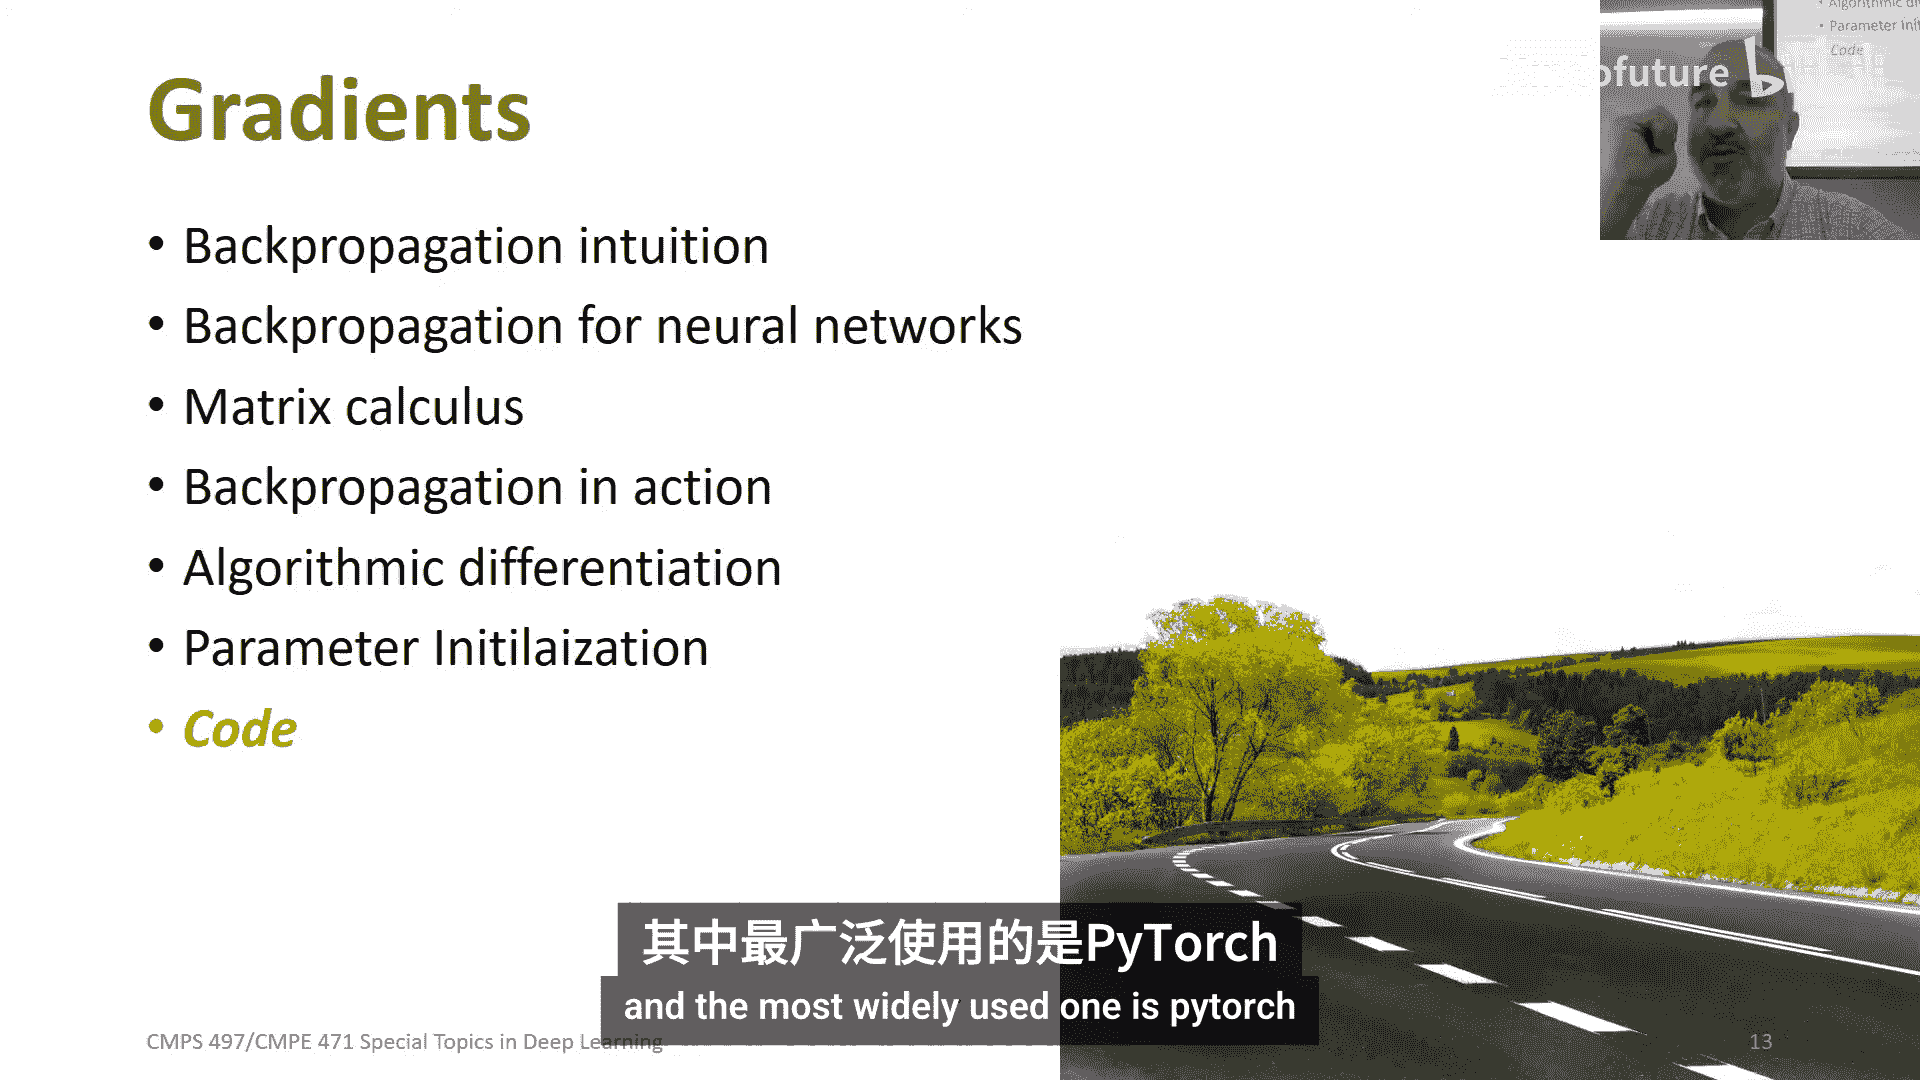 Gradients
• Backpropagation intuition
• Backpropagation for neural networks
• Matrix calculus
• Backpropagation in action
• Algorithmic differentiation
• Parameter Initilaization
• Code
• Parameter
Code
ofuture
其中最广泛使用的是PyTorch
and the most widely used one is pytorch
CMPS 497/CMPE 471 Special Topics in Deep Learning
13